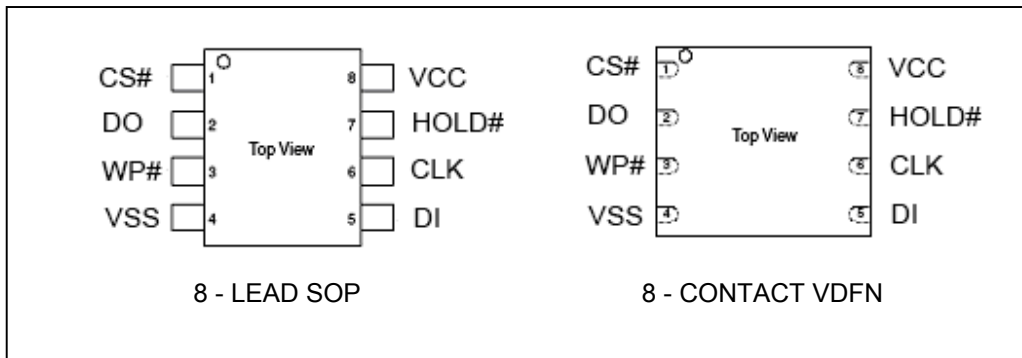 CS# 1 8 VCC
DO 2 7 HOLD#
Top View
WP# 3 6 CLK
VSS 4 5 DI
8 - LEAD SOP
CS# 1 8 VCC
DO 2 7 HOLD#
Top View
WP# 3 6 CLK
VSS 4 5 DI
8 - CONTACT VDFN